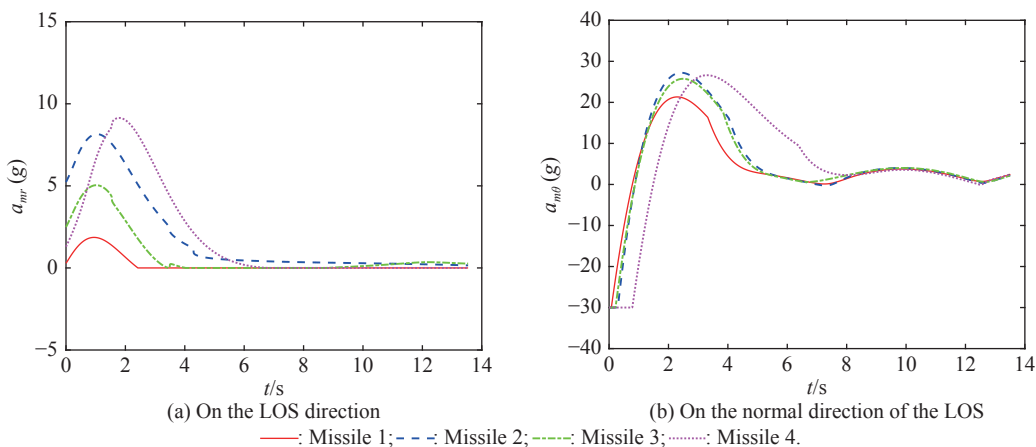 15
10
5
0
−5
a_mr (g)
0 2 4 6 8 10 12 14
t/s
(a) On the LOS direction
40
30
20
10
0
−10
−20
−30
−40
a_mθ (g)
0 2 4 6 8 10 12 14
t/s
(b) On the normal direction of the LOS
: Missile 1; : Missile 2; : Missile 3; : Missile 4.